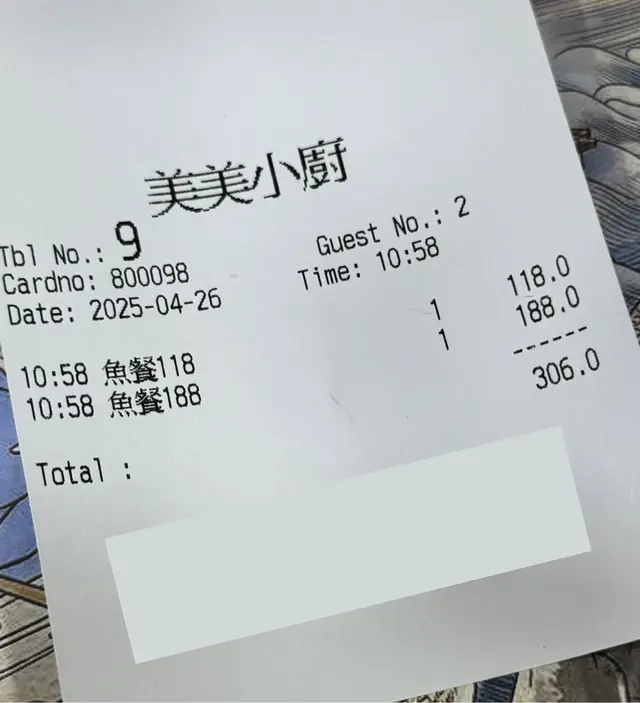 美美小廚
Tbl No.: 9 Guest No.: 2
Cardno: 800098 Time: 10:58
Date: 2025-04-26
10:58 魚餐118 1 118.0
10:58 魚餐188 1 188.0
------
Total : 306.0